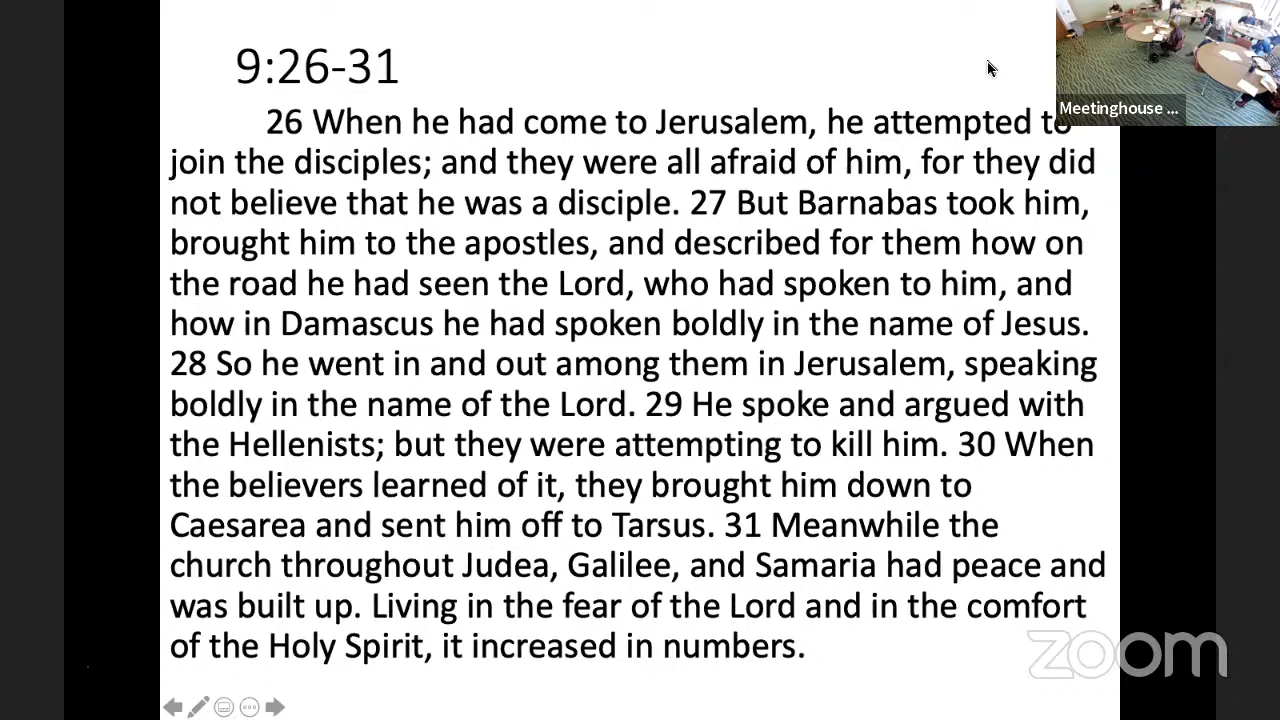 9:26-31
26 When he had come to Jerusalem, he attempted to
join the disciples; and they were all afraid of him, for they did
not believe that he was a disciple. 27 But Barnabas took him,
brought him to the apostles, and described for them how on
the road he had seen the Lord, who had spoken to him, and
how in Damascus he had spoken boldly in the name of Jesus.
28 So he went in and out among them in Jerusalem, speaking
boldly in the name of the Lord. 29 He spoke and argued with
the Hellenists; but they were attempting to kill him. 30 When
the believers learned of it, they brought him down to
Caesarea and sent him off to Tarsus. 31 Meanwhile the
church throughout Judea, Galilee, and Samaria had peace and
was built up. Living in the fear of the Lord and in the comfort
of the Holy Spirit, it increased in numbers.
Meetinghouse ...
zoom